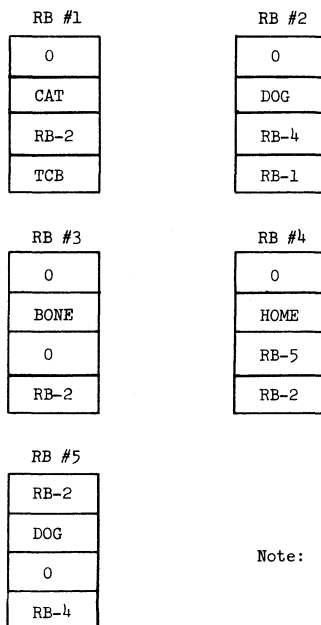 RB #1
RB #2
0
0
CAT
DOG
RB-2
RB-4
TCB
RB-1
RB #3
RB #4
0
0
BONE
HOME
0
RB-5
RB-2
RB-2
RB #5
RB-2
DOG
0
Note:
RB-4